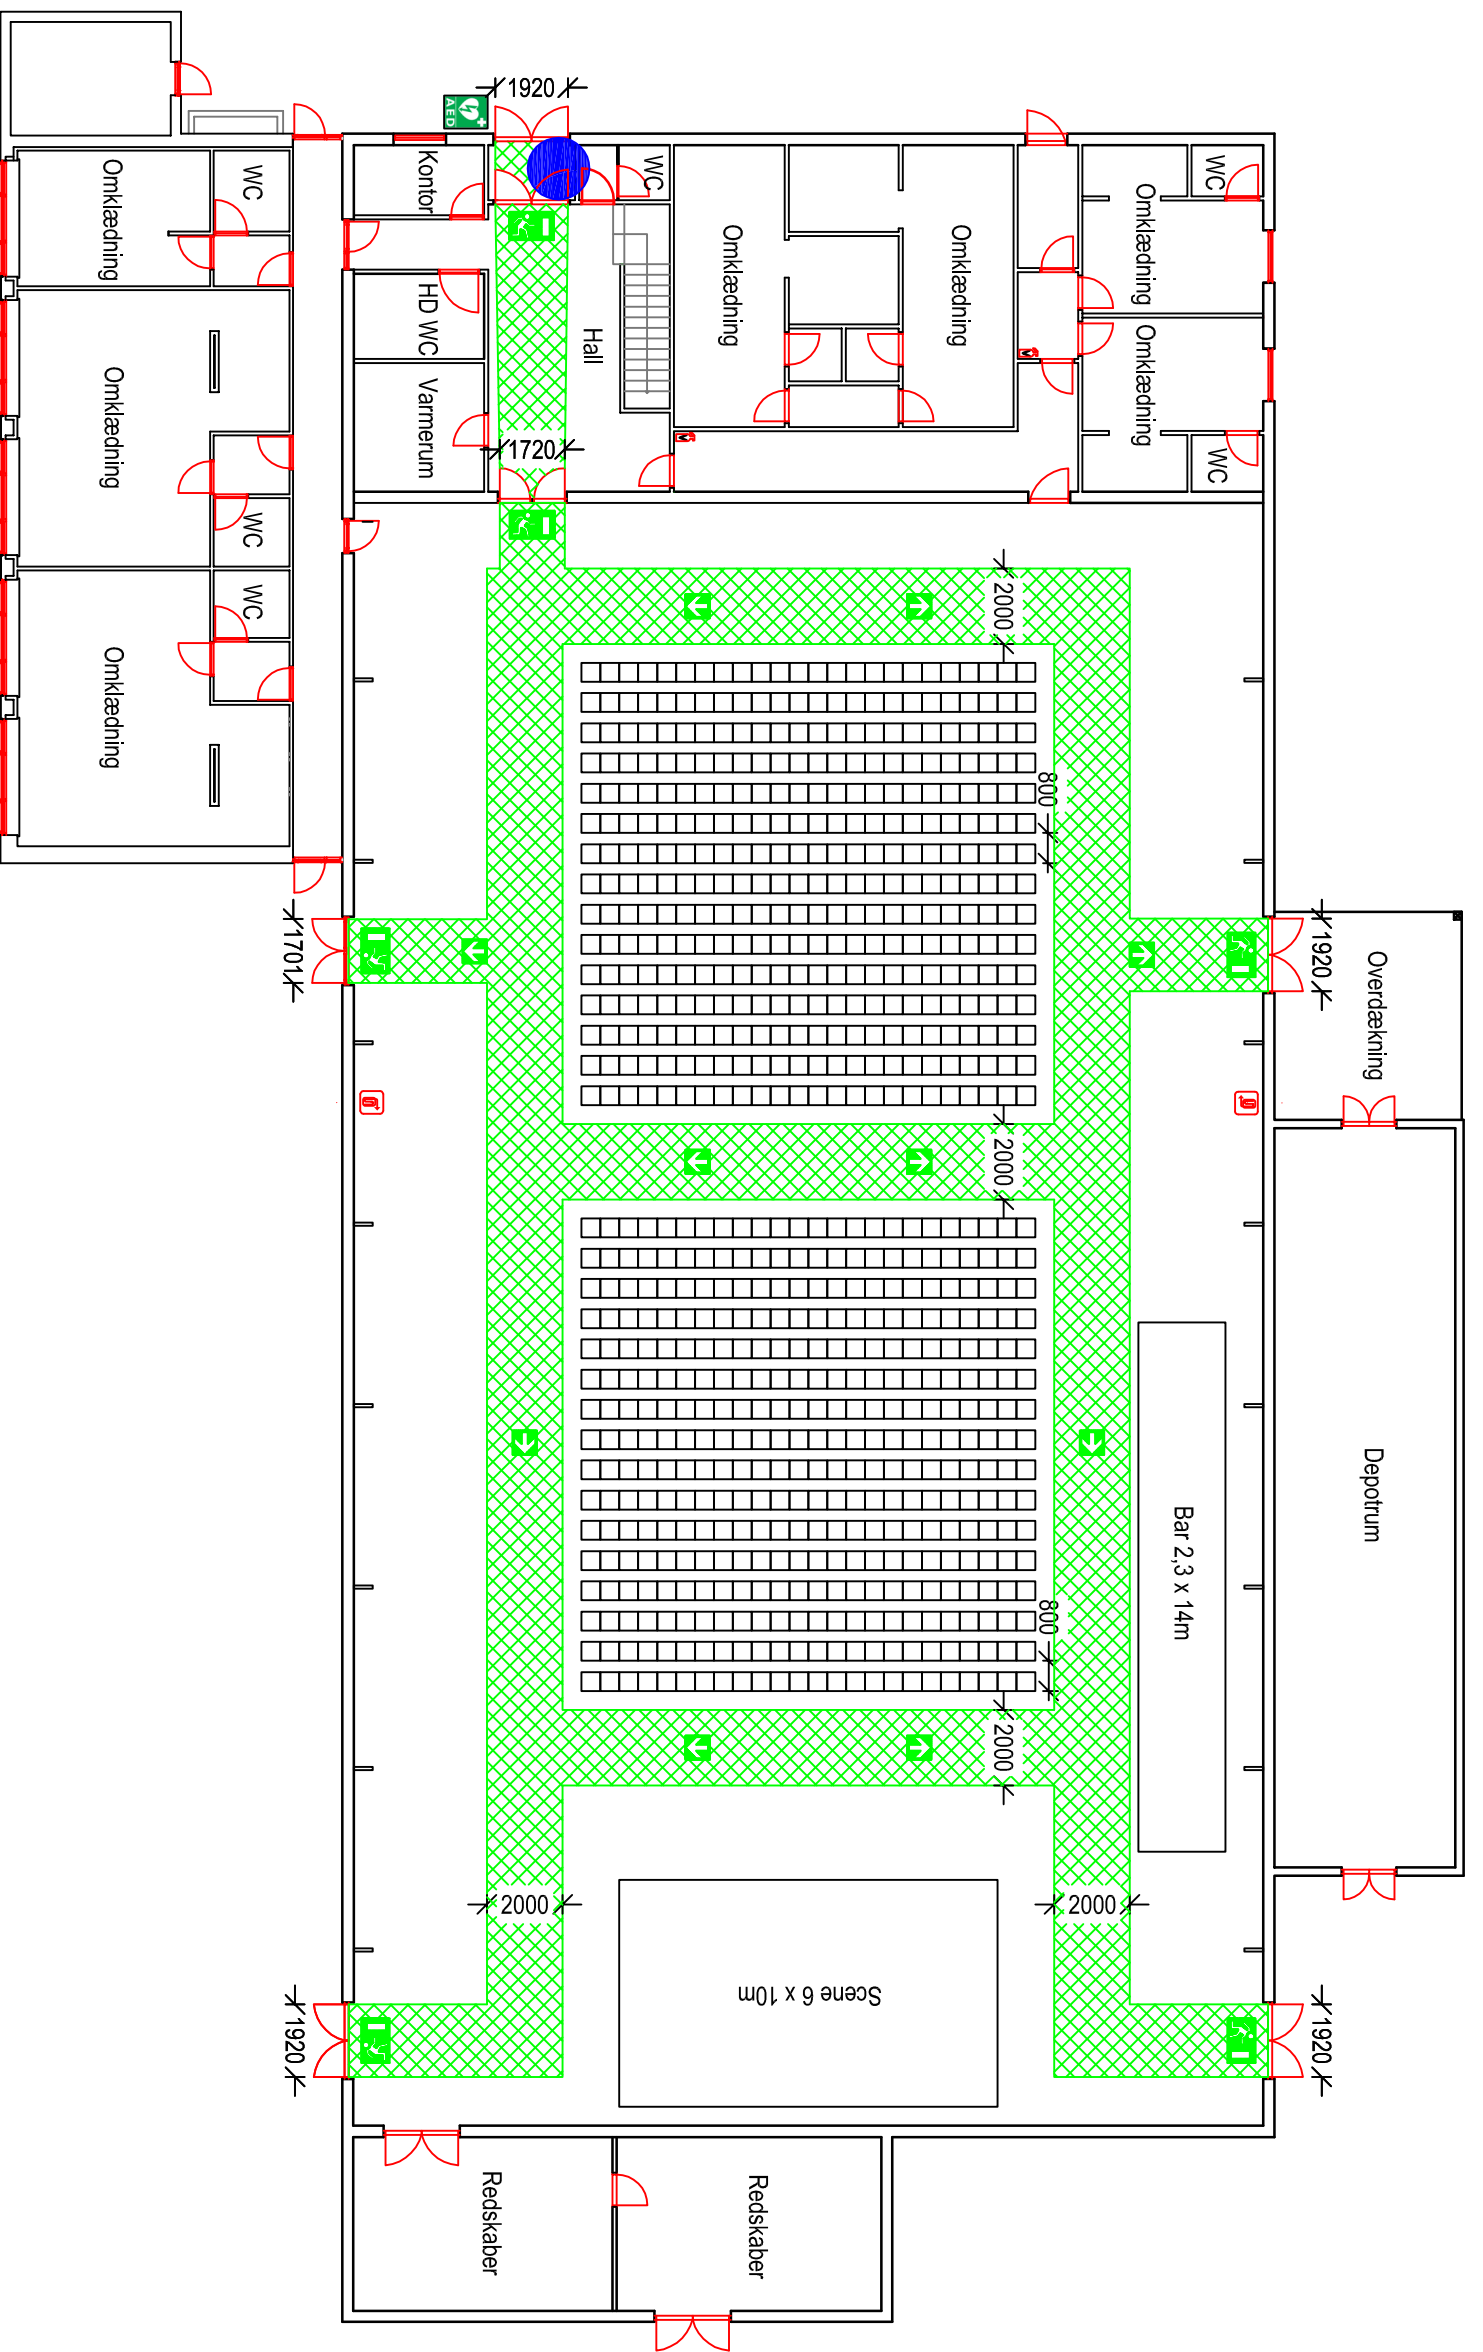 1920
AED
Kontor
WC
WC
Omklædning
WC
Omklædning
Omklædning
Omklædning
HD WC
Hall
Omklædning
Omklædning
Varmerum
1720
WC
WC
Omklædning
WC
2000
800
1701
1920
Overdækning
2000
Depotrum
Bar 2,3 x 14m
800
2000
2000
2000
Scene 6 x 10m
1920
1920
Redskaber
Redskaber